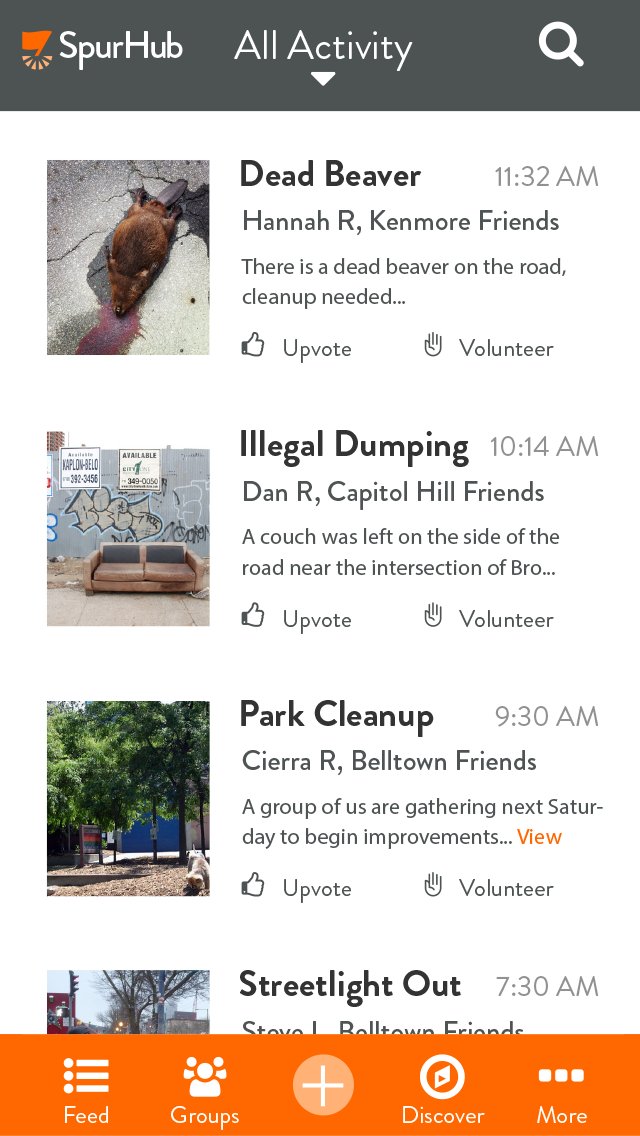 SpurHub
All Activity
Dead Beaver 11:32 AM
Hannah R, Kenmore Friends
There is a dead beaver on the road,
cleanup needed...
Upvote Volunteer
Available
KAPLON-BELO
392-3456
AVAILABLE
349-0050
Illegal Dumping 10:14 AM
Dan R, Capitol Hill Friends
A couch was left on the side of the
road near the intersection of Bro...
Upvote Volunteer
Park Cleanup 9:30 AM
Cierra R, Belltown Friends
A group of us are gathering next Satur-
day to begin improvements... View
Upvote Volunteer
Streetlight Out 7:30 AM
Steve L, Belltown Friends
Feed Groups Discover More